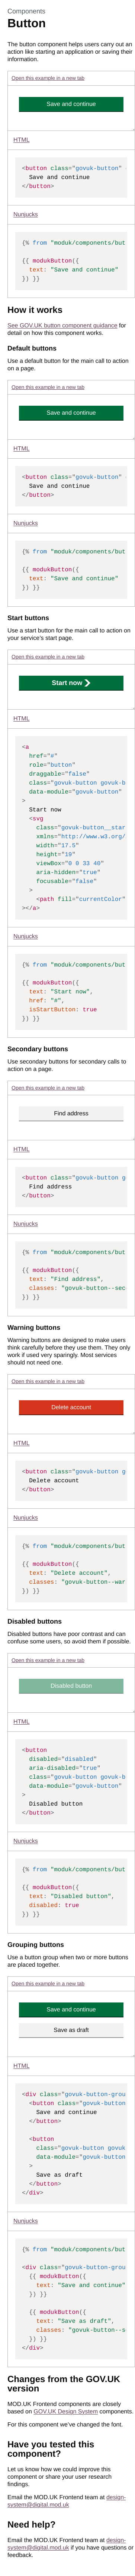 Components
Button
The button component helps users carry out an
action like starting an application or saving their
information.
Open this example in a new tab
Save and continue
HTML
<button class="govuk-button"
  Save and continue
</button>
Nunjucks
{% from "moduk/components/but
{{ modukButton({
  text: "Save and continue"
}) }}
How it works
See GOV.UK button component guidance for
detail on how this component works.
Default buttons
Use a default button for the main call to action
on a page.
Open this example in a new tab
Save and continue
HTML
<button class="govuk-button"
  Save and continue
</button>
Nunjucks
{% from "moduk/components/but
{{ modukButton({
  text: "Save and continue"
}) }}
Start buttons
Use a start button for the main call to action on
your service's start page.
Open this example in a new tab
Start now
HTML
<a
  href="#"
  role="button"
  draggable="false"
  class="govuk-button govuk-b
  data-module="govuk-button"
>
  Start now
  <svg
    class="govuk-button__star
    xmlns="http://www.w3.org/
    width="17.5"
    height="19"
    viewBox="0 0 33 40"
    aria-hidden="true"
    focusable="false"
  >
    <path fill="currentColor"
></a>
Nunjucks
{% from "moduk/components/but
{{ modukButton({
  text: "Start now",
  href: "#",
  isStartButton: true
}) }}
Secondary buttons
Use secondary buttons for secondary calls to
action on a page.
Open this example in a new tab
Find address
HTML
<button class="govuk-button g
  Find address
</button>
Nunjucks
{% from "moduk/components/but
{{ modukButton({
  text: "Find address",
  classes: "govuk-button--sec
}) }}
Warning buttons
Warning buttons are designed to make users
think carefully before they use them. They only
work if used very sparingly. Most services
should not need one.
Open this example in a new tab
Delete account
HTML
<button class="govuk-button g
  Delete account
</button>
Nunjucks
{% from "moduk/components/but
{{ modukButton({
  text: "Delete account",
  classes: "govuk-button--war
}) }}
Disabled buttons
Disabled buttons have poor contrast and can
confuse some users, so avoid them if possible.
Open this example in a new tab
Disabled button
HTML
<button
  disabled="disabled"
  aria-disabled="true"
  class="govuk-button govuk-b
  data-module="govuk-button"
>
  Disabled button
</button>
Nunjucks
{% from "moduk/components/but
{{ modukButton({
  text: "Disabled button",
  disabled: true
}) }}
Grouping buttons
Use a button group when two or more buttons
are placed together.
Open this example in a new tab
Save and continue
Save as draft
HTML
<div class="govuk-button-grou
  <button class="govuk-button
    Save and continue
  </button>
  <button
    class="govuk-button govuk
    data-module="govuk-button
  >
    Save as draft
  </button>
</div>
Nunjucks
{% from "moduk/components/but
<div class="govuk-button-grou
  {{ modukButton({
    text: "Save and continue"
  }) }}
  {{ modukButton({
    text: "Save as draft",
    classes: "govuk-button--s
  }) }}
</div>
Changes from the GOV.UK
version
MOD.UK Frontend components are closely
based on GOV.UK Design System components.
For this component we've changed the font.
Have you tested this
component?
Let us know how we could improve this
component or share your user research
findings.
Email the MOD.UK Frontend team at design-
system@digital.mod.uk
Need help?
Email the MOD.UK Frontend team at design-
system@digital.mod.uk if you have questions or
feedback.